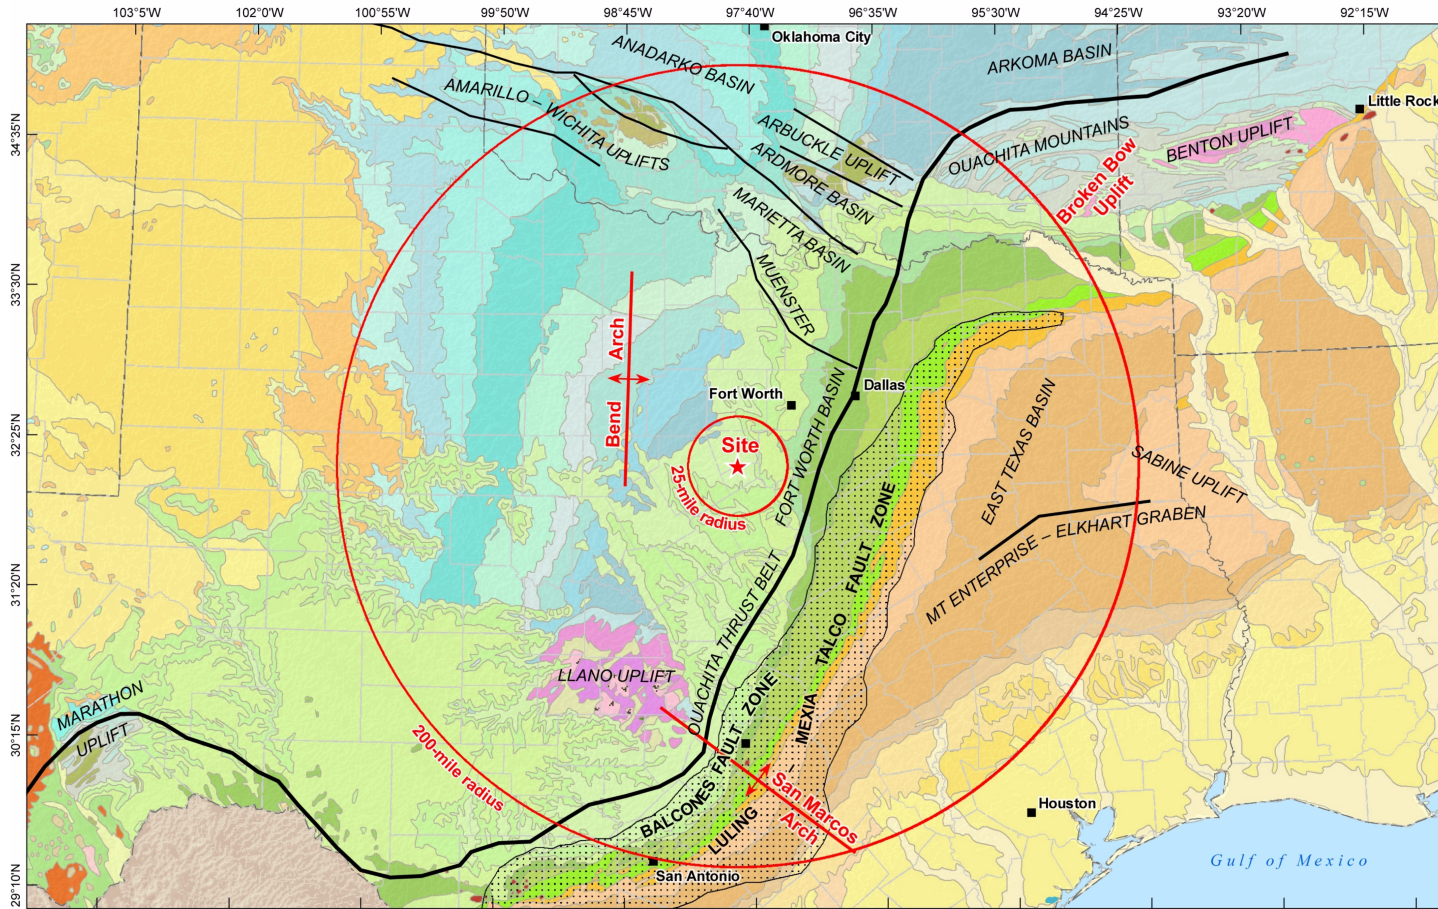 103°5'W 102°0'W 100°55'W 99°50'W 98°45'W 97°40'W 96°35'W 95°30'W 94°25'W 93°20'W 92°15'W
34°35'N
33°30'N
32°25'N
31°20'N
30°15'N
29°10'N
Oklahoma City
ANADARKO BASIN
ARKOMA BASIN
AMARILLO – WICHITA UPLIFTS
Little Rock
ARBUCKLE UPLIFT
OUACHITA MOUNTAINS
BENTON UPLIFT
ARDMORE BASIN
Broken Bow
Uplift
MARIETTA BASIN
MUENSTER
Bend Arch
Fort Worth
Dallas
FORT WORTH BASIN
Site
25-mile radius
EAST TEXAS BASIN
SABINE UPLIFT
MT ENTERPRISE – ELKHART GRABEN
OUACHITA THRUST BELT
LLANO UPLIFT
MARATHON
UPLIFT
200-mile radius
BALCONES FAULT ZONE
LULING – MEXIA TALCO FAULT ZONE
San Marcos
Arch
Houston
San Antonio
Gulf of Mexico